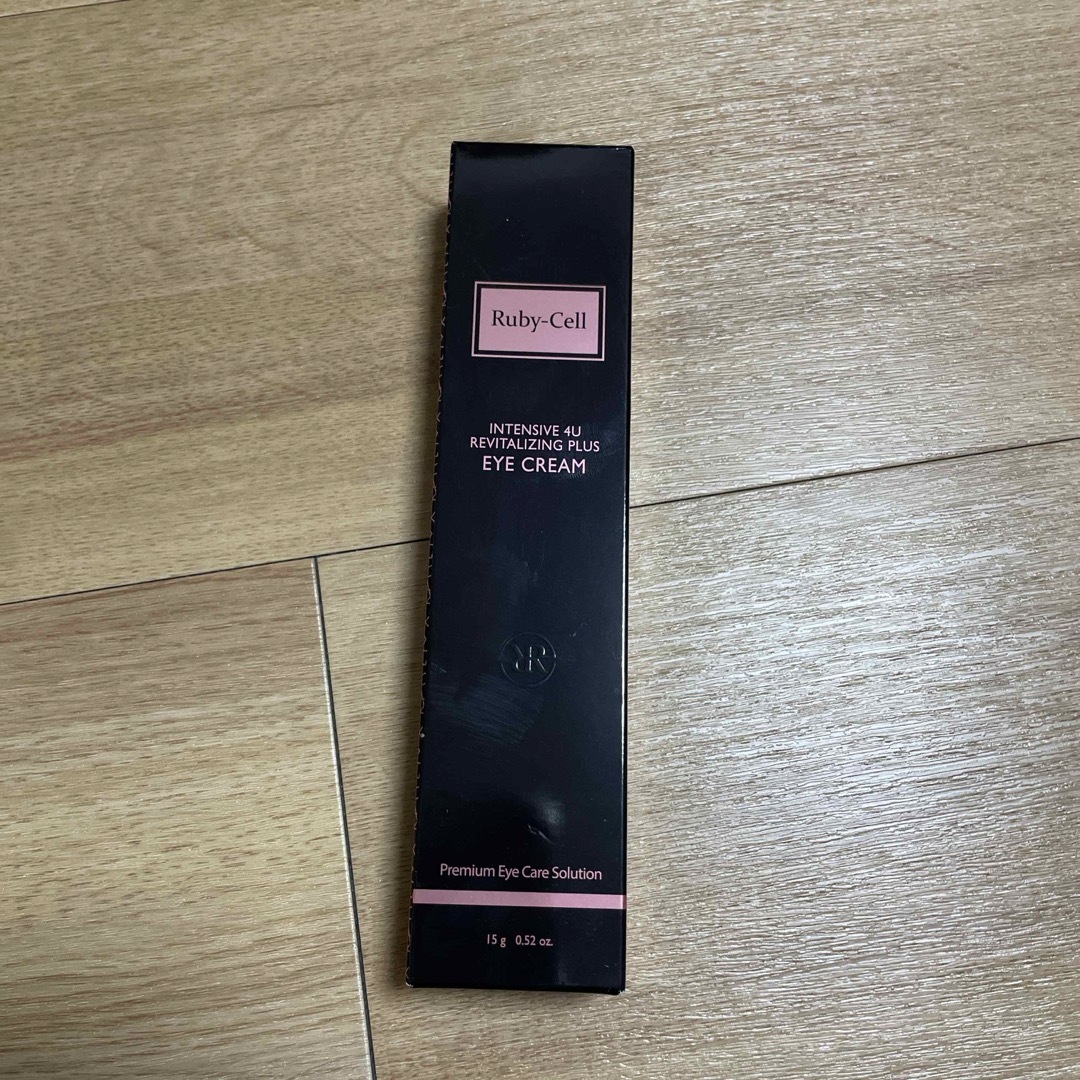 Ruby-Cell
INTENSIVE 4U
REVITALIZING PLUS
EYE CREAM
Premium Eye Care Solution
15 g 0.52 oz.